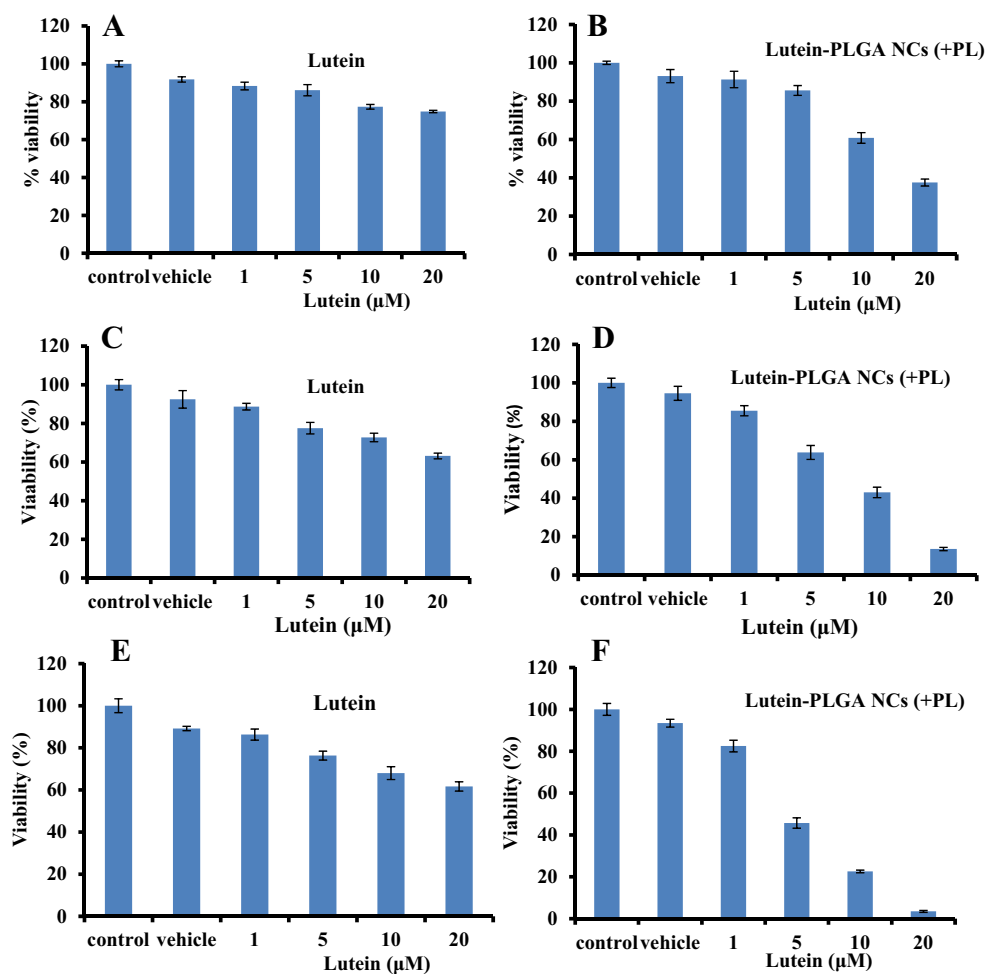 A
Lutein
% viability
120
100
80
60
40
20
0
control vehicle 1 5 10 20
Lutein (µM)
B
Lutein-PLGA NCs (+PL)
% viability
120
100
80
60
40
20
0
control vehicle 1 5 10 20
Lutein (µM)
C
Lutein
Viaability (%)
120
100
80
60
40
20
0
control vehicle 1 5 10 20
Lutein (µM)
D
Lutein-PLGA NCs (+PL)
Viability (%)
120
100
80
60
40
20
0
control vehicle 1 5 10 20
Lutein (µM)
E
Lutein
Viability (%)
120
100
80
60
40
20
0
control vehicle 1 5 10 20
Lutein (µM)
F
Lutein-PLGA NCs (+PL)
Viability (%)
120
100
80
60
40
20
0
control vehicle 1 5 10 20
Lutein (µM)